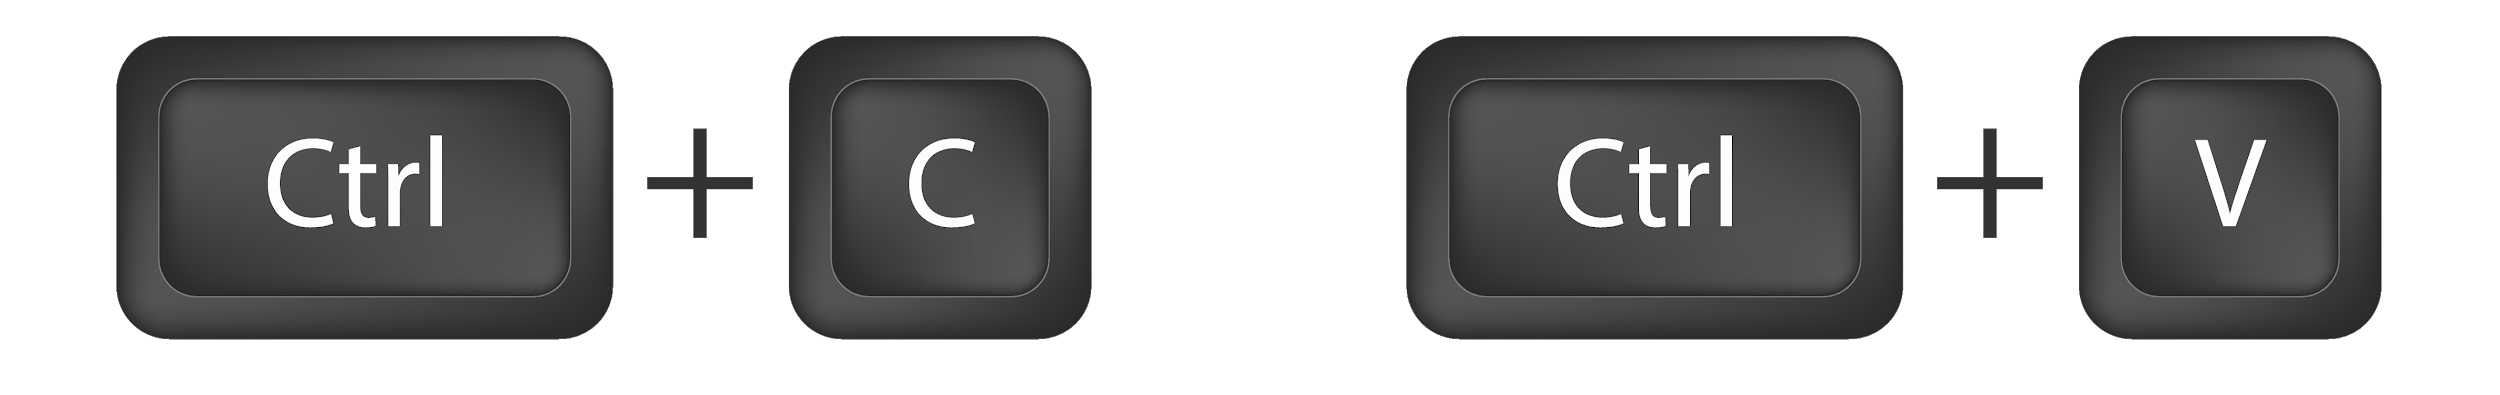 Ctrl + C Ctrl + V